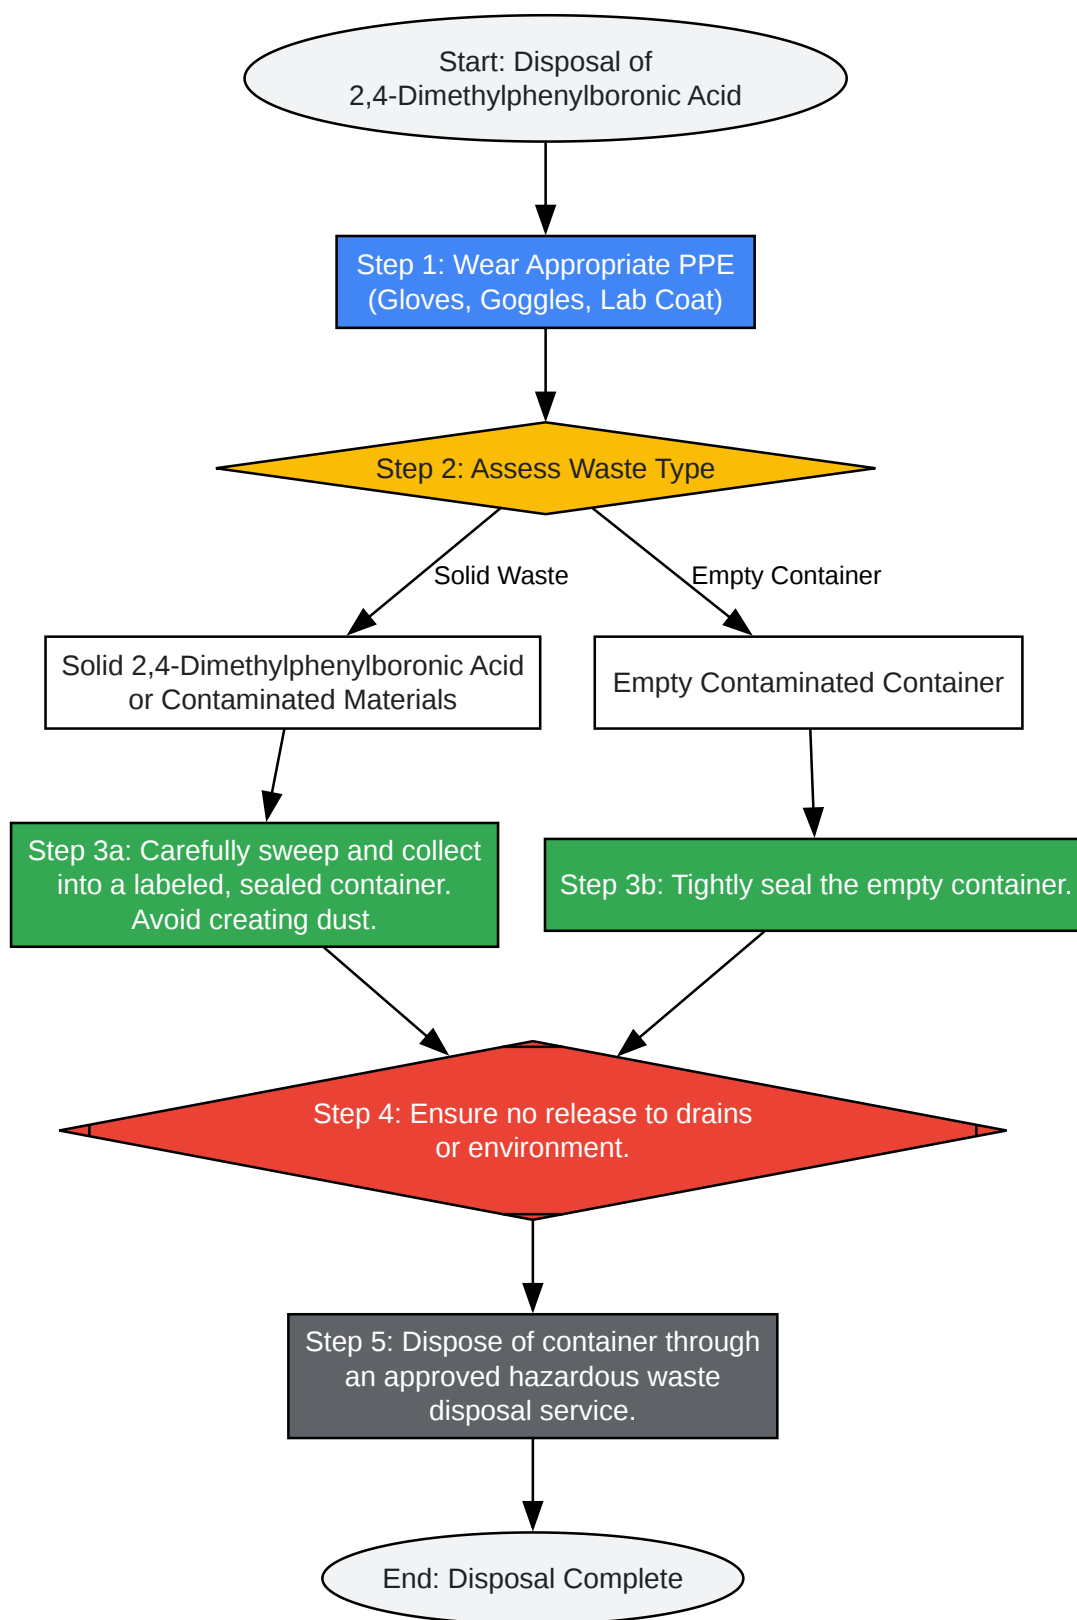 Start: Disposal of
2,4-Dimethylphenylboronic Acid
Step 1: Wear Appropriate PPE
(Gloves, Goggles, Lab Coat)
Step 2: Assess Waste Type
Solid Waste
Empty Container
Solid 2,4-Dimethylphenylboronic Acid
or Contaminated Materials
Empty Contaminated Container
Step 3a: Carefully sweep and collect
into a labeled, sealed container.
Avoid creating dust.
Step 3b: Tightly seal the empty container.
Step 4: Ensure no release to drains
or environment.
Step 5: Dispose of container through
an approved hazardous waste
disposal service.
End: Disposal Complete